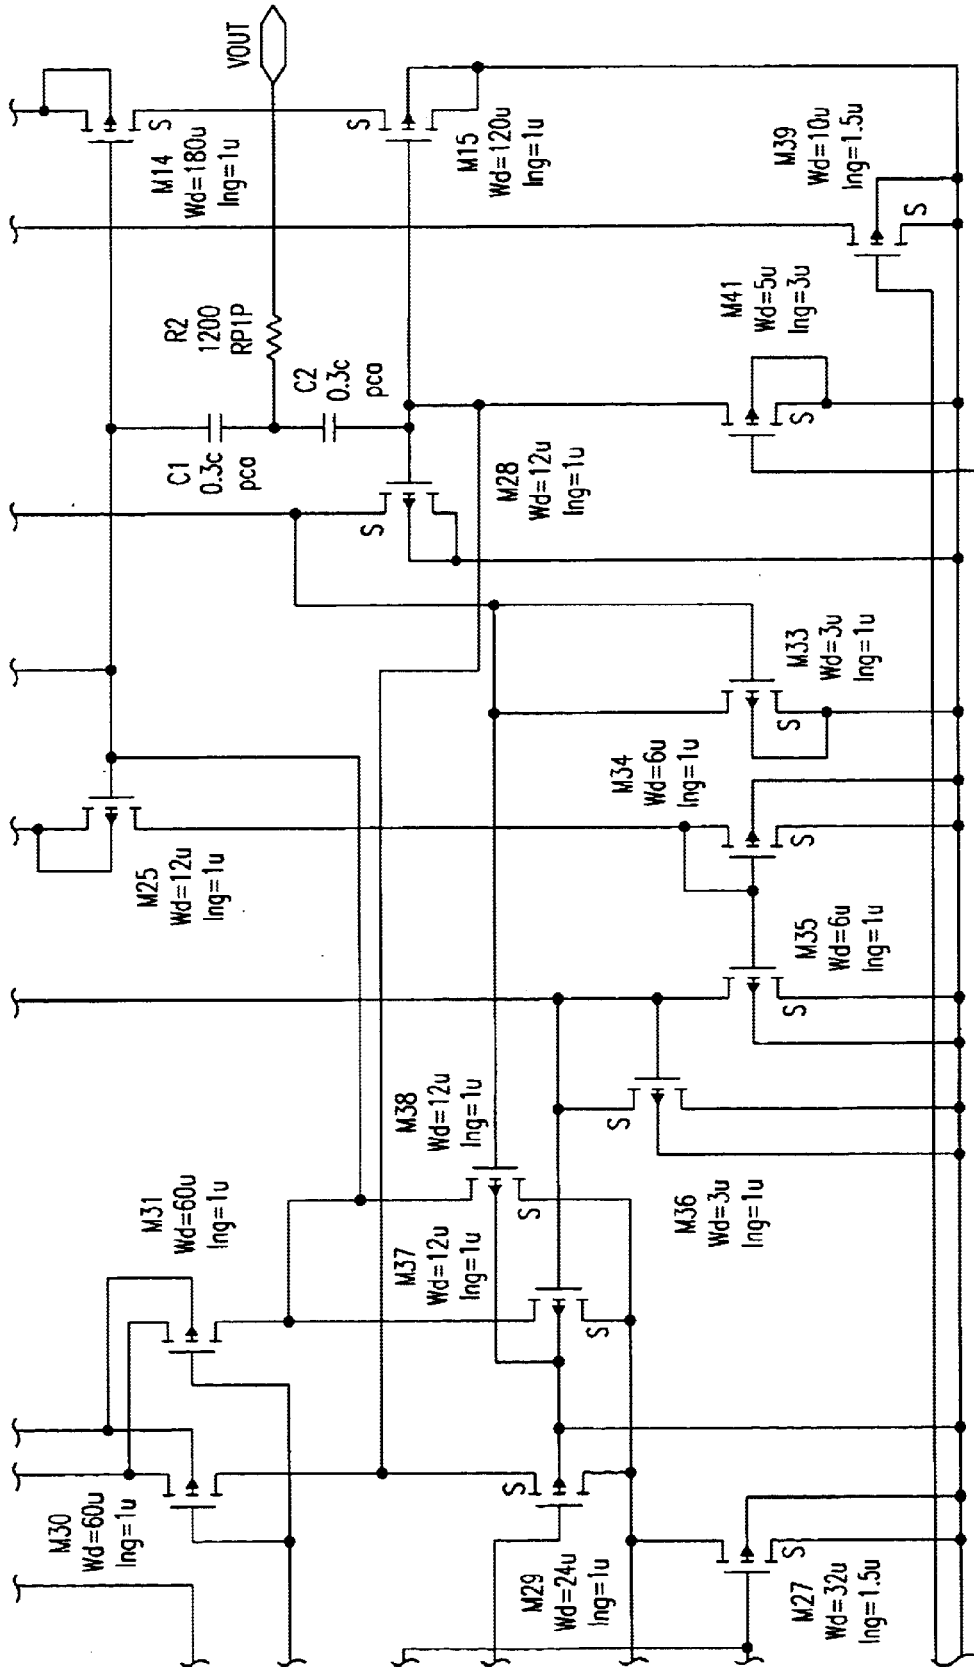 VOUT
S
M14
Wd=180u
lng=1u
S
M15
Wd=120u
lng=1u
M39
Wd=10u
lng=1.5u
S
R2
1200
RP1P
M41
Wd=5u
lng=3u
S
C1
0.3c
pca
C2
0.3c
pca
S
M28
Wd=12u
lng=1u
M33
Wd=3u
lng=1u
S
M25
Wd=12u
lng=1u
M34
Wd=6u
lng=1u
S
M35
Wd=6u
lng=1u
S
M31
Wd=60u
lng=1u
M38
Wd=12u
lng=1u
S
M37
Wd=12u
lng=1u
S
M36
Wd=3u
lng=1u
S
M30
Wd=60u
lng=1u
S
M29
Wd=24u
lng=1u
M27
Wd=32u
lng=1.5u
S